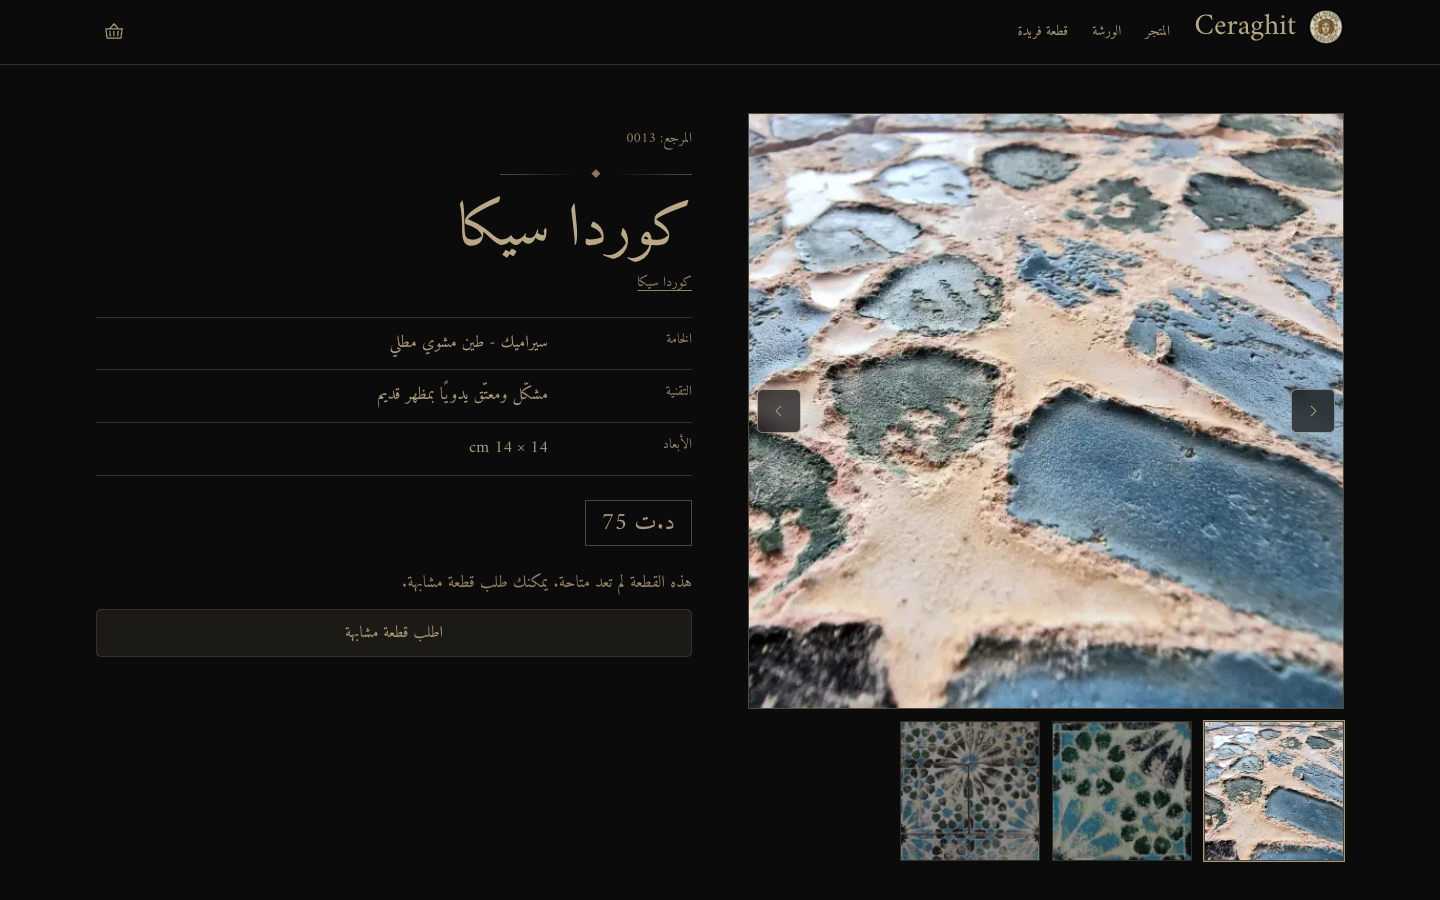 Ceraghit
المتجر
الورشة
قطعة فريدة
المرجع: 0013
كوردا سيكا
كوردا سيكا
الخامة
سيراميك - طين مشوي مطلي
التقنية
مشكّل ومعتّق يدويًا بمظهر قديم
الأبعاد
14 × 14 cm
75 د.ت
هذه القطعة لم تعد متاحة. يمكنك طلب قطعة مشابهة.
اطلب قطعة مشابهة